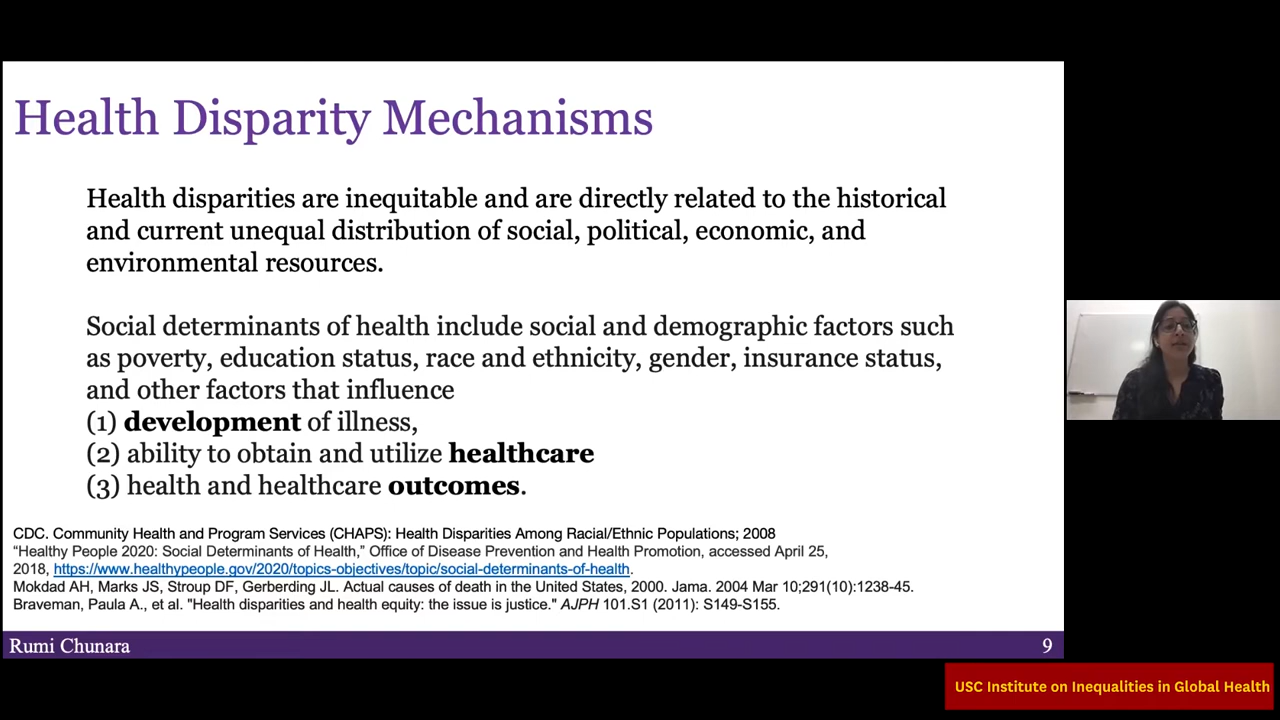 Health Disparity Mechanisms
Health disparities are inequitable and are directly related to the historical
and current unequal distribution of social, political, economic, and
environmental resources.
Social determinants of health include social and demographic factors such
as poverty, education status, race and ethnicity, gender, insurance status,
and other factors that influence
(1) development of illness,
(2) ability to obtain and utilize healthcare
(3) health and healthcare outcomes.
CDC. Community Health and Program Services (CHAPS): Health Disparities Among Racial/Ethnic Populations; 2008
“Healthy People 2020: Social Determinants of Health,” Office of Disease Prevention and Health Promotion, accessed April 25,
2018, https://www.healthypeople.gov/2020/topics-objectives/topic/social-determinants-of-health.
Mokdad AH, Marks JS, Stroup DF, Gerberding JL. Actual causes of death in the United States, 2000. Jama. 2004 Mar 10;291(10):1238-45.
Braveman, Paula A., et al. "Health disparities and health equity: the issue is justice." AJPH 101.S1 (2011): S149-S155.
Rumi Chunara 9
USC Institute on Inequalities in Global Health